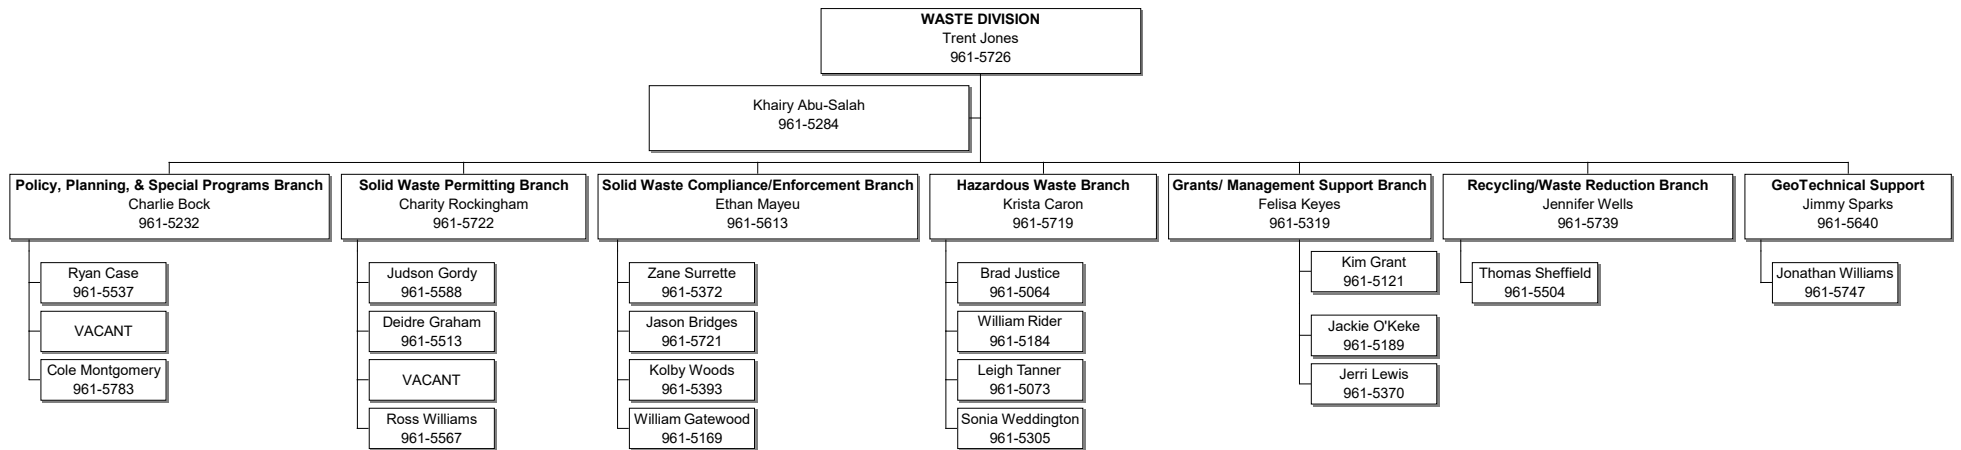 WASTE DIVISION
Trent Jones
961-5726
Khairy Abu-Salah
961-5284
Policy, Planning, & Special Programs Branch
Charlie Bock
961-5232
Ryan Case
961-5537
VACANT
Cole Montgomery
961-5783
Solid Waste Permitting Branch
Charity Rockingham
961-5722
Judson Gordy
961-5588
Deidre Graham
961-5513
VACANT
Ross Williams
961-5567
Solid Waste Compliance/Enforcement Branch
Ethan Mayeu
961-5613
Zane Surrette
961-5372
Jason Bridges
961-5721
Kolby Woods
961-5393
William Gatewood
961-5169
Hazardous Waste Branch
Krista Caron
961-5719
Brad Justice
961-5064
William Rider
961-5184
Leigh Tanner
961-5073
Sonia Weddington
961-5305
Grants/ Management Support Branch
Felisa Keyes
961-5319
Kim Grant
961-5121
Jackie O'Keke
961-5189
Jerri Lewis
961-5370
Recycling/Waste Reduction Branch
Jennifer Wells
961-5739
Thomas Sheffield
961-5504
GeoTechnical Support
Jimmy Sparks
961-5640
Jonathan Williams
961-5747